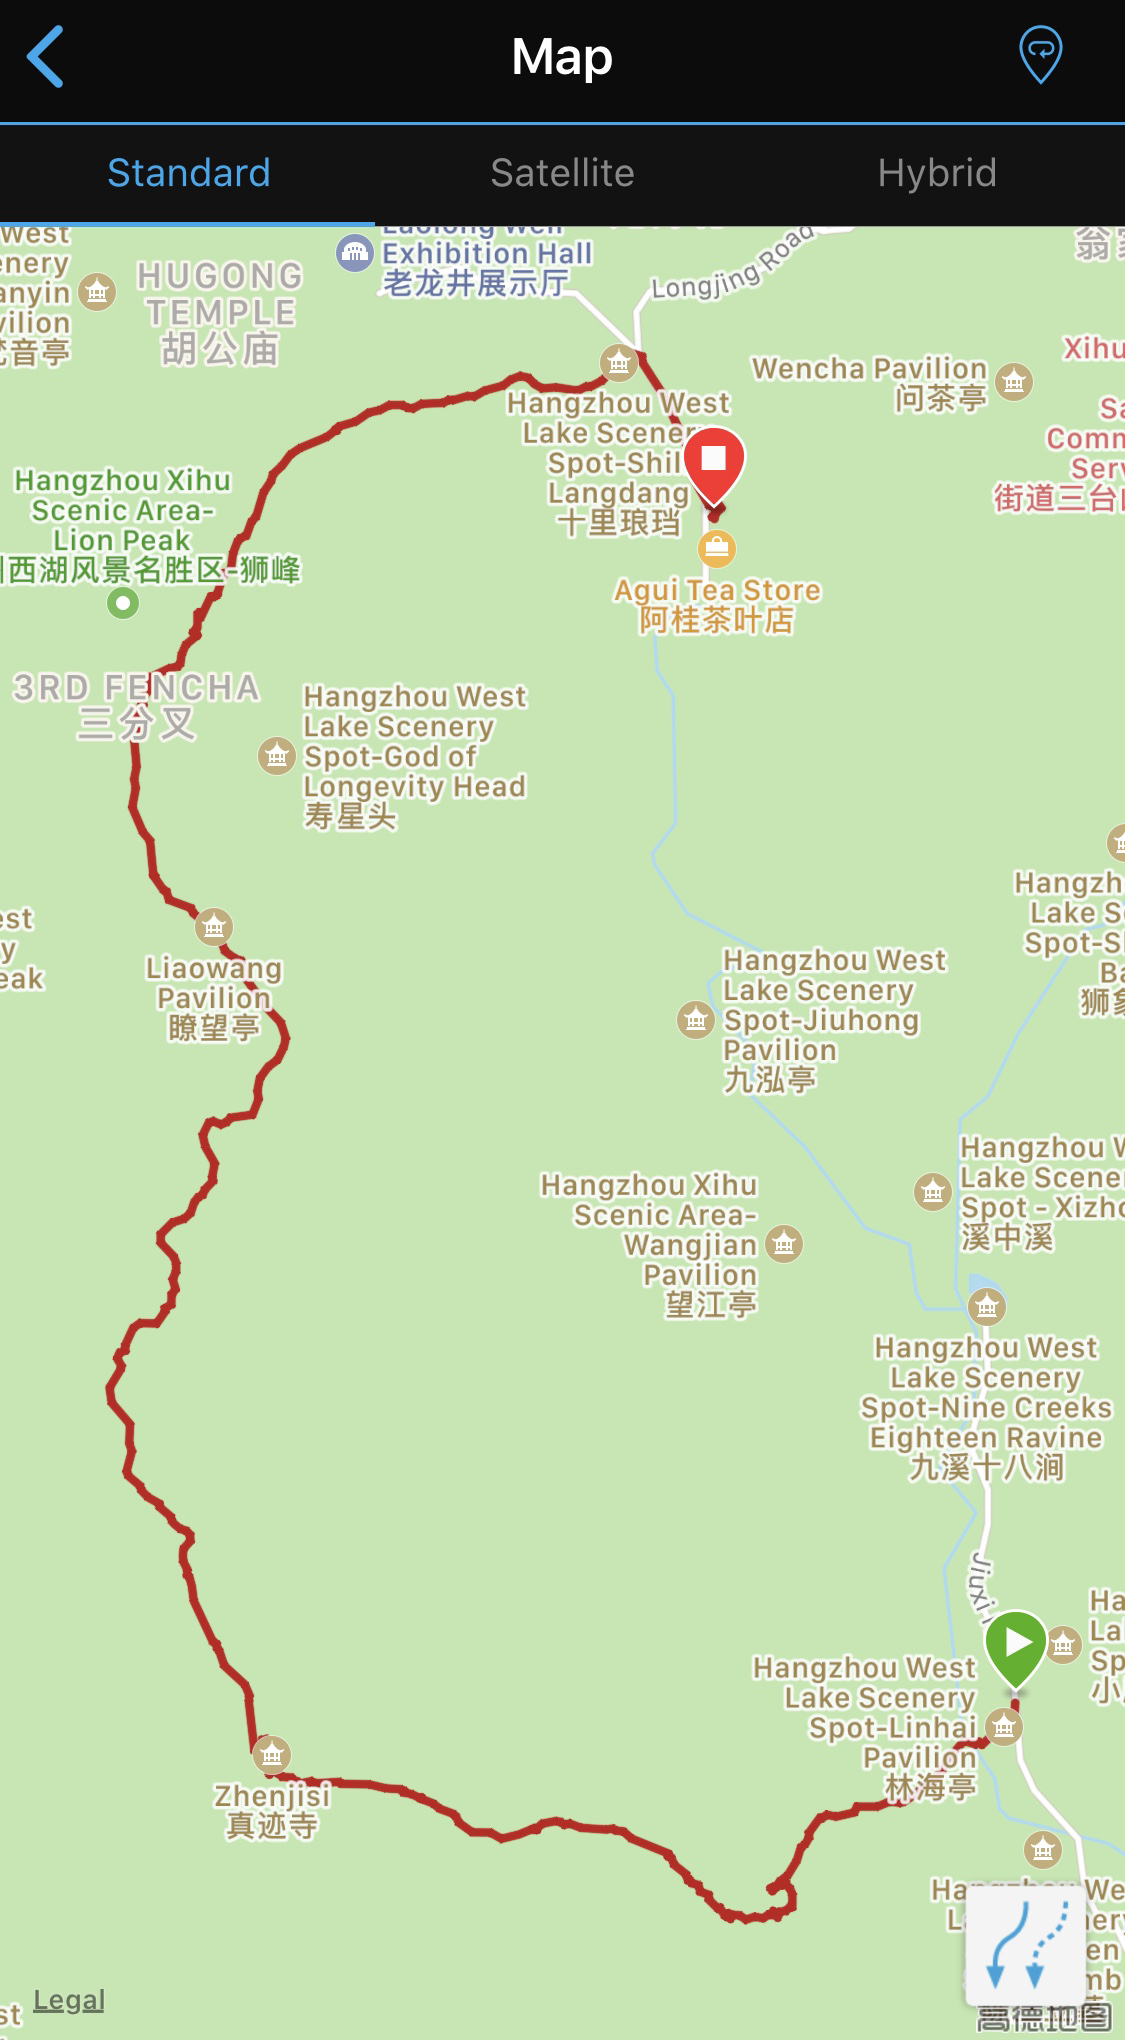 Map
Standard
Satellite
Hybrid
West
HUGONG
TEMPLE
胡公庙
Exhibition Hall
老龙井展示厅
Longjing Road
Wencha Pavilion
问茶亭
Hangzhou West
Lake Scenery
Langdang
十里琅珰
Hangzhou Xihu
Scenic Area-
Lion Peak
西湖风景名胜区-狮峰
Agui Tea Store
阿桂茶叶店
3RD FENCHA
三分叉
Hangzhou West
Lake Scenery
Spot-God of
Longevity Head
寿星头
Liaowang
Pavilion
瞭望亭
Hangzhou West
Lake Scenery
Spot-Jiuhong
Pavilion
九泓亭
Hangzhou Xihu
Scenic Area-
Wangjian
Pavilion
望江亭
Hangzhou
Lake
溪中溪
Hangzhou West
Lake Scenery
Spot-Nine Creeks
Eighteen Ravine
九溪十八涧
Jiuxi
Hangzhou West
Lake Scenery
Spot-Linhai
Pavilion
林海亭
Zhenjisi
真迹寺
Legal
高德地图